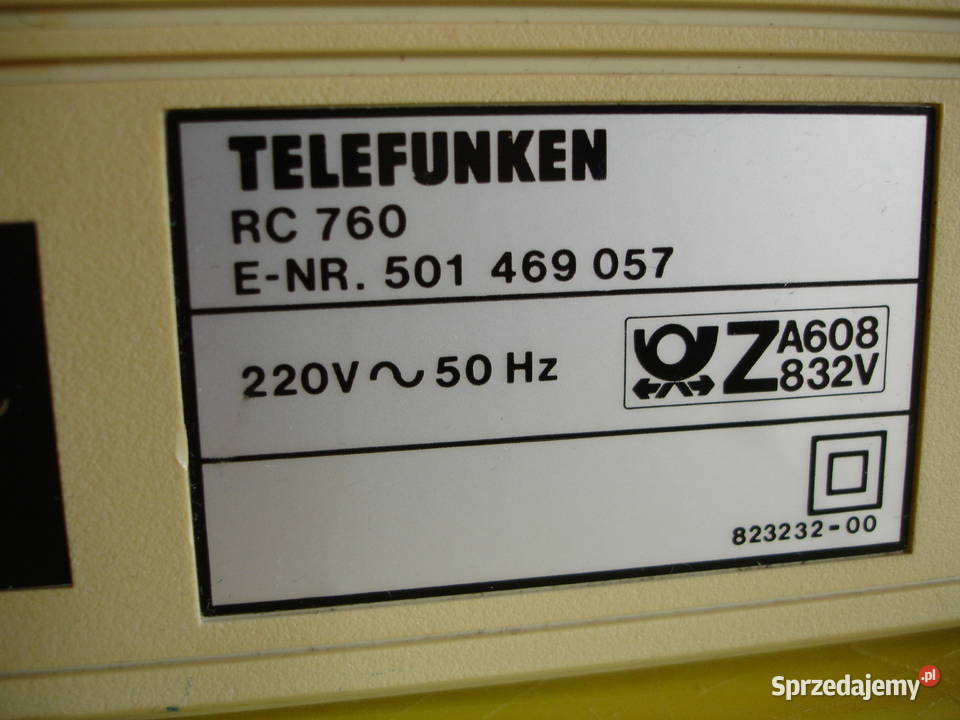 TELEFUNKEN
RC 760
E-NR. 501 469 057
220V ~ 50 Hz
Z A608
832V
823232-00
Sprzedajemy.pl